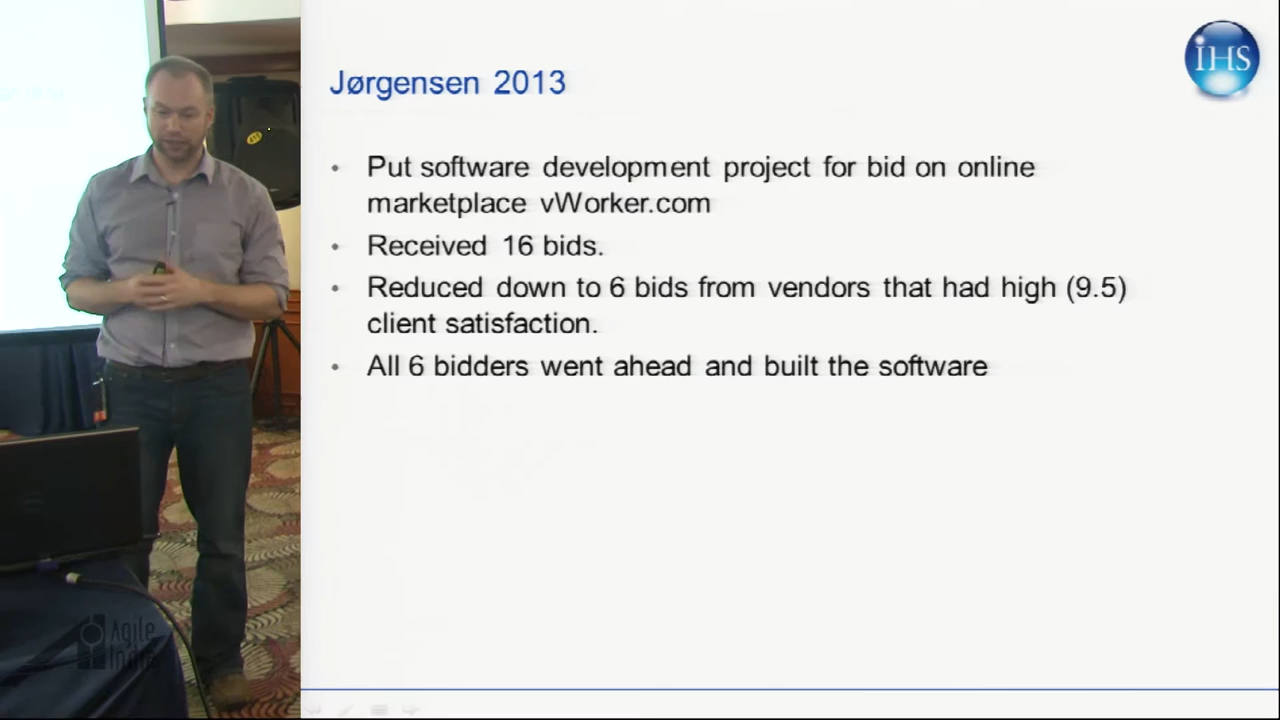 Jørgensen 2013
IHS
• Put software development project for bid on online
marketplace vWorker.com
• Received 16 bids.
• Reduced down to 6 bids from vendors that had high (9.5)
client satisfaction.
• All 6 bidders went ahead and built the software
Agile
India